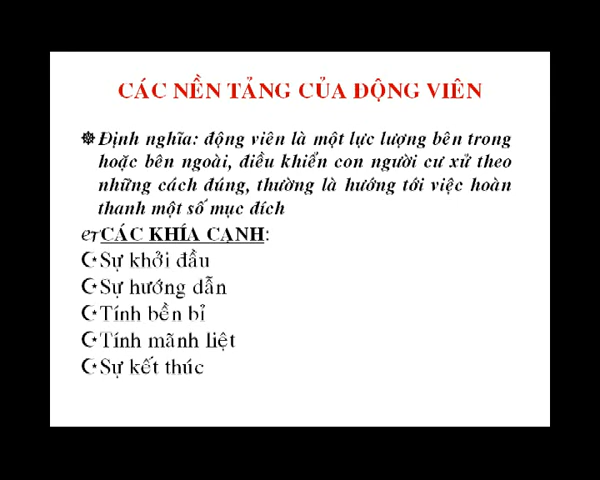 CÁC NỀN TẢNG CỦA ĐỘNG VIÊN
Định nghĩa: động viên là một lực lượng bên trong
hoặc bên ngoài, điều khiển con người cư xử theo
những cách đúng, thường là hướng tới việc hoàn
thanh một số mục đích
CÁC KHÍA CẠNH:
Sự khởi đầu
Sự hướng dẫn
Tính bền bỉ
Tính mãnh liệt
Sự kết thúc